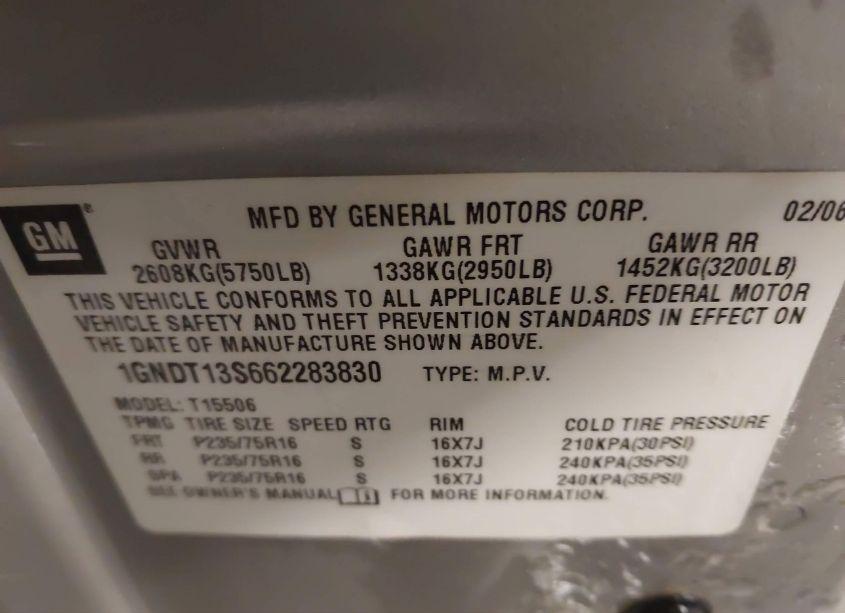 GM®
MFD BY GENERAL MOTORS CORP. 02/06
GVWR GAWR FRT GAWR RR
2608KG(5750LB) 1338KG(2950LB) 1452KG(3200LB)
THIS VEHICLE CONFORMS TO ALL APPLICABLE U.S. FEDERAL MOTOR
VEHICLE SAFETY AND THEFT PREVENTION STANDARDS IN EFFECT ON
THE DATE OF MANUFACTURE SHOWN ABOVE.
1GNDT13S662283830 TYPE: M.P.V.
MODEL: T15506
TPMG TIRE SIZE SPEED RTG RIM COLD TIRE PRESSURE
FRT P235/75R16 S 16X7J 210KPA(30PSI)
RR P235/75R16 S 16X7J 240KPA(35PSI)
SPA P235/75R16 S 16X7J 240KPA(35PSI)
SEE OWNER'S MANUAL FOR MORE INFORMATION.